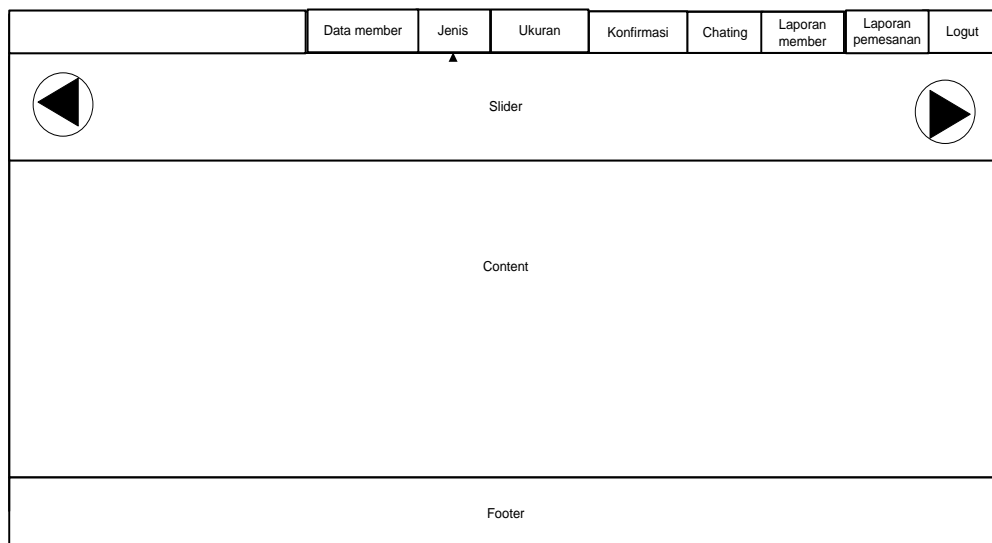 Data member
Jenis
Ukuran
Konfirmasi
Chating
Laporan
member
Laporan
pemesanan
Logut
Slider
Content
Footer